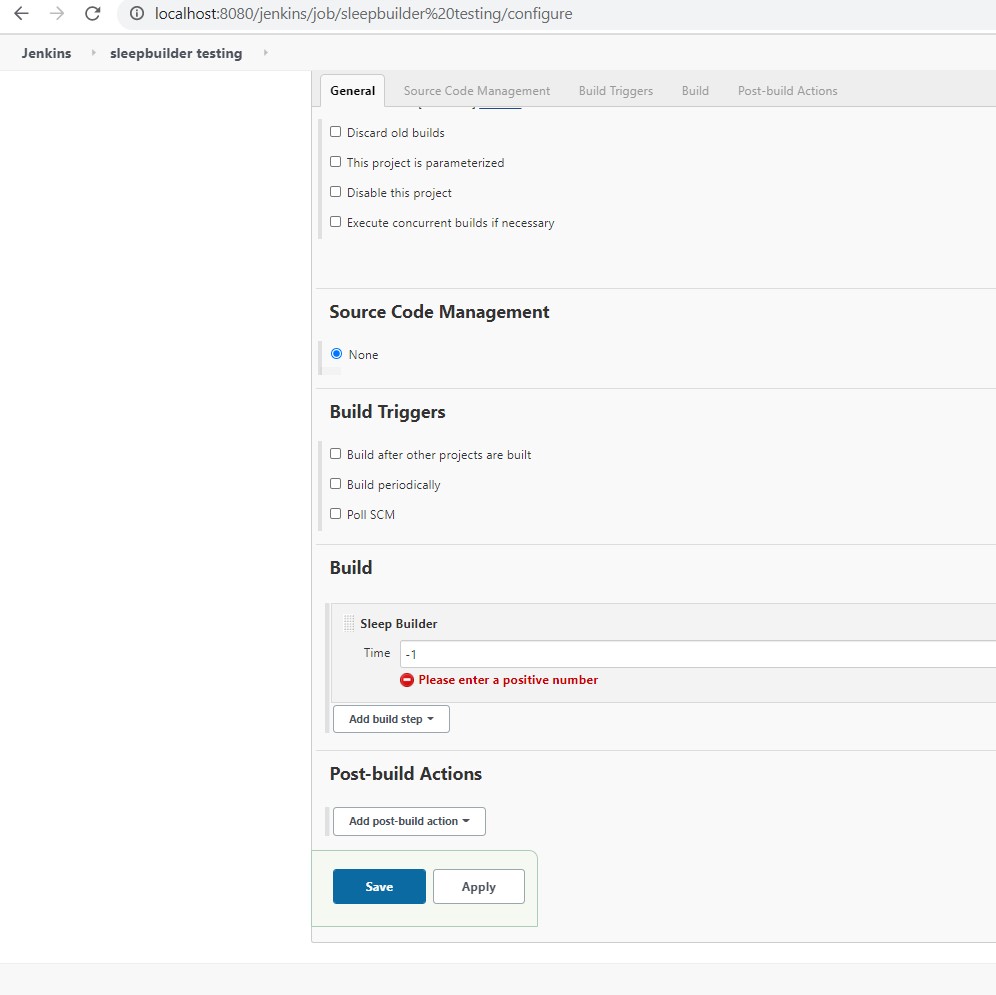 localhost:8080/jenkins/job/sleepbuilder%20testing/configure
Jenkins sleepbuilder testing
General Source Code Management Build Triggers Build Post-build Actions
Discard old builds
This project is parameterized
Disable this project
Execute concurrent builds if necessary
Source Code Management
None
Build Triggers
Build after other projects are built
Build periodically
Poll SCM
Build
Sleep Builder
Time -1
Please enter a positive number
Add build step
Post-build Actions
Add post-build action
Save Apply